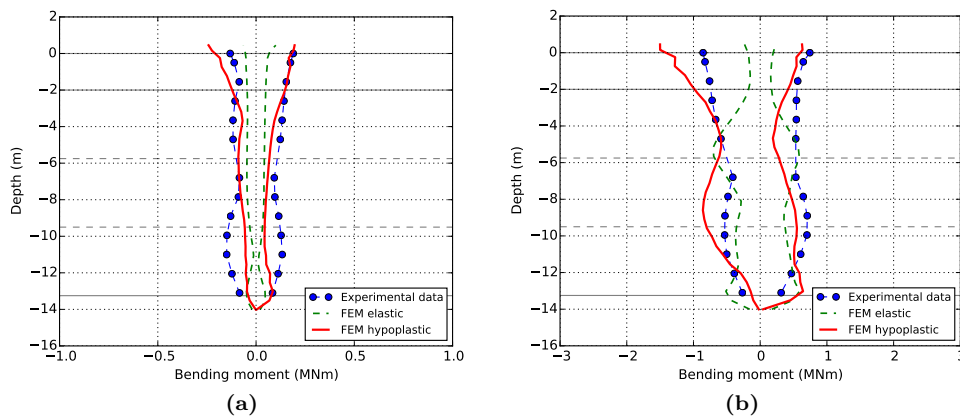 2
0
−2
−4
−6
−8
−10
−12
−14
−16
Depth (m)
−1.0 −0.5 0.0 0.5 1.0
Bending moment (MNm)
Experimental data
FEM elastic
FEM hypoplastic
(a)
2
0
−2
−4
−6
−8
−10
−12
−14
−16
Depth (m)
−3 −2 −1 0 1 2 3
Bending moment (MNm)
Experimental data
FEM elastic
FEM hypoplastic
(b)